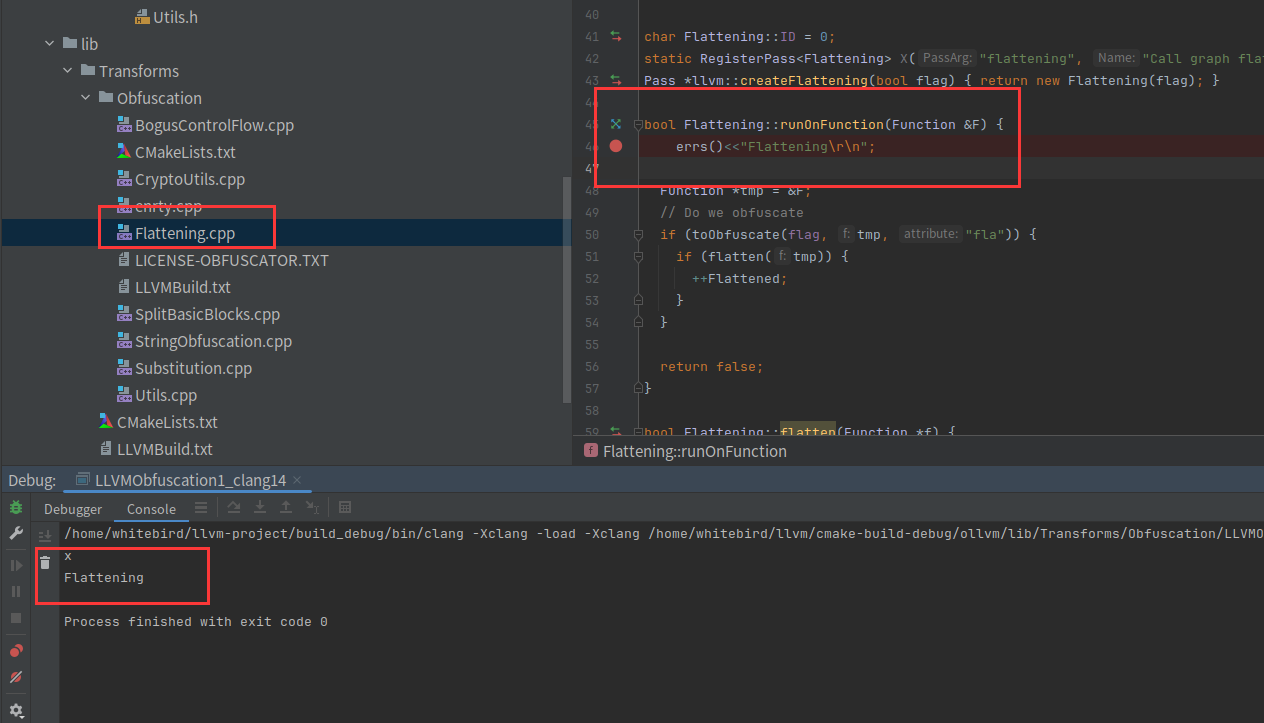 Utils.h
lib
Transforms
Obfuscation
BogusControlFlow.cpp
CMakeLists.txt
CryptoUtils.cpp
enrty.cpp
Flattening.cpp
LICENSE-OBFUSCATOR.TXT
LLVMBuild.txt
SplitBasicBlocks.cpp
StringObfuscation.cpp
Substitution.cpp
Utils.cpp
CMakeLists.txt
LLVMBuild.txt
40
41 char Flattening::ID = 0;
42 static RegisterPass<Flattening> X( PassArg: "flattening", Name: "Call graph flat
43 Pass *llvm::createFlattening(bool flag) { return new Flattening(flag); }
44
45 bool Flattening::runOnFunction(Function &F) {
46 errs()<<"Flattening\r\n";
47
48 Function *tmp = &F;
49 // Do we obfuscate
50 if (toObfuscate(flag, f: tmp, attribute: "fla")) {
51 if (flatten( f: tmp)) {
52 ++Flattened;
53 }
54 }
55
56 return false;
57 }
58
59 bool Flattening::flatten(Function *f) {
f Flattening::runOnFunction
Debug: LLVMObfuscation1_clang14 ×
Debugger Console
/home/whitebird/llvm-project/build_debug/bin/clang -Xclang -load -Xclang /home/whitebird/llvm/cmake-build-debug/ollvm/lib/Transforms/Obfuscation/LLVMO
x
Flattening
Process finished with exit code 0